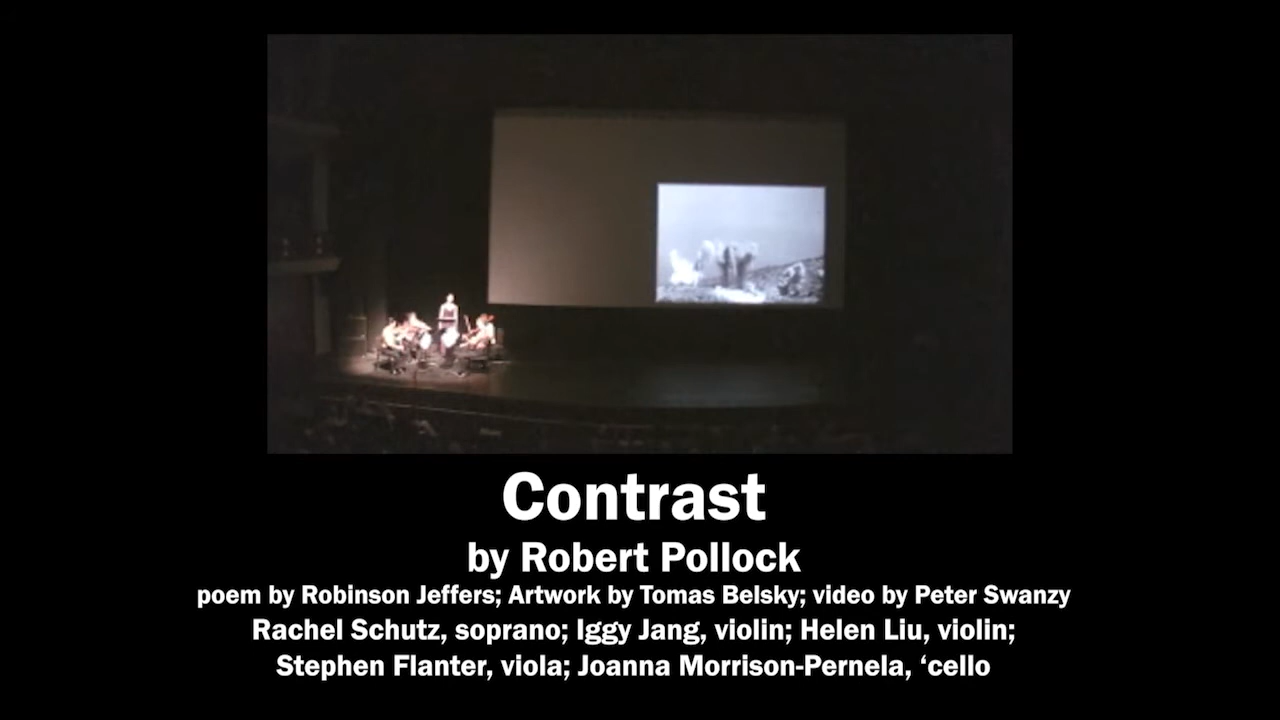 Contrast
by Robert Pollock
poem by Robinson Jeffers; Artwork by Tomas Belsky; video by Peter Swanzy
Rachel Schutz, soprano; Iggy Jang, violin; Helen Liu, violin;
Stephen Flanter, viola; Joanna Morrison-Pernela, ‘cello